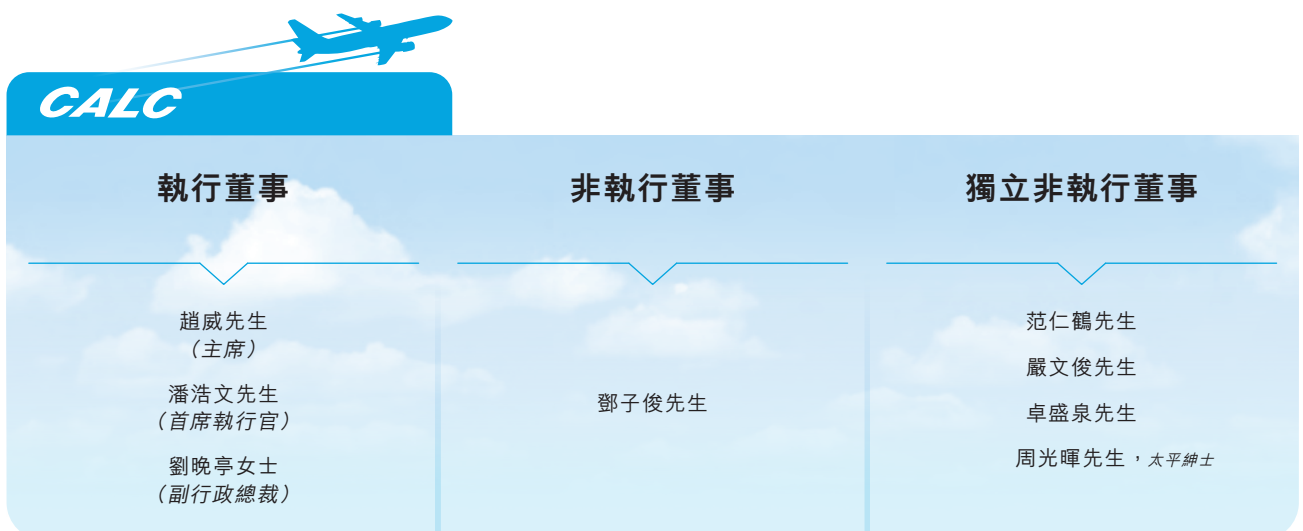 CALC
執行董事
趙威先生
（主席）
潘浩文先生
（首席執行官）
劉晚亭女士
（副行政總裁）
非執行董事
鄧子俊先生
獨立非執行董事
范仁鶴先生
嚴文俊先生
卓盛泉先生
周光暉先生，太平紳士